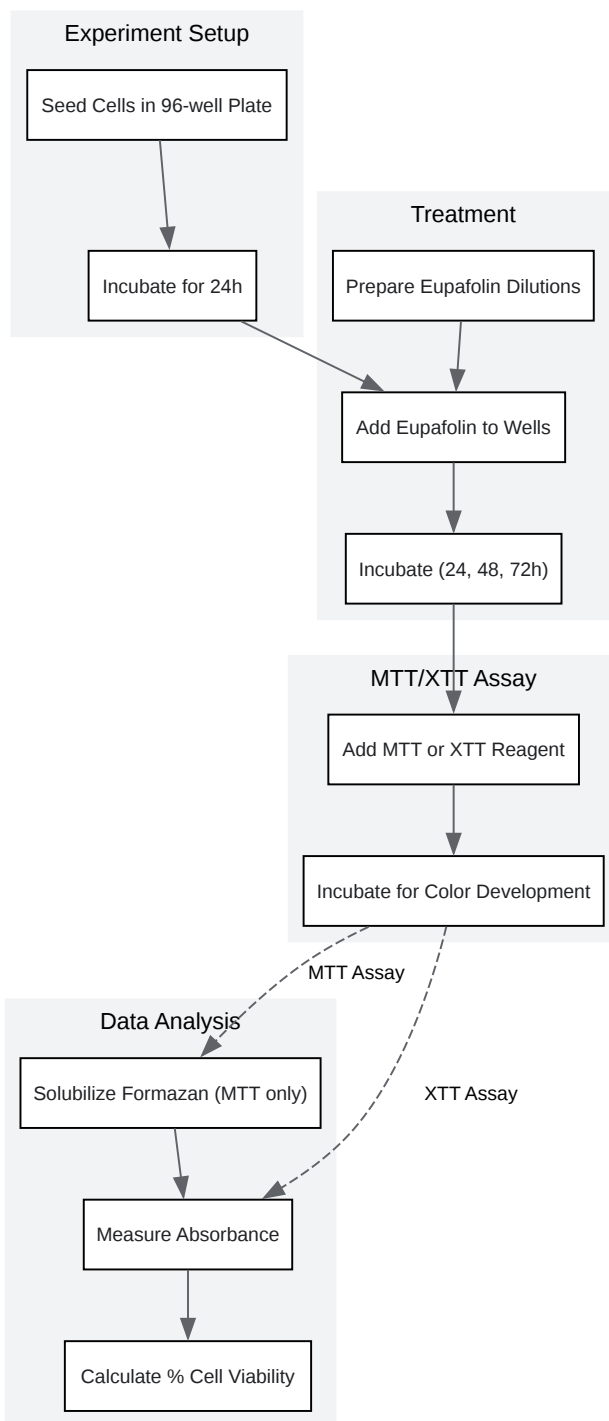 Experiment Setup
Seed Cells in 96-well Plate
Incubate for 24h
Treatment
Prepare Eupafolin Dilutions
Add Eupafolin to Wells
Incubate (24, 48, 72h)
MTT/XTT Assay
Add MTT or XTT Reagent
Incubate for Color Development
MTT Assay
XTT Assay
Data Analysis
Solubilize Formazan (MTT only)
Measure Absorbance
Calculate % Cell Viability